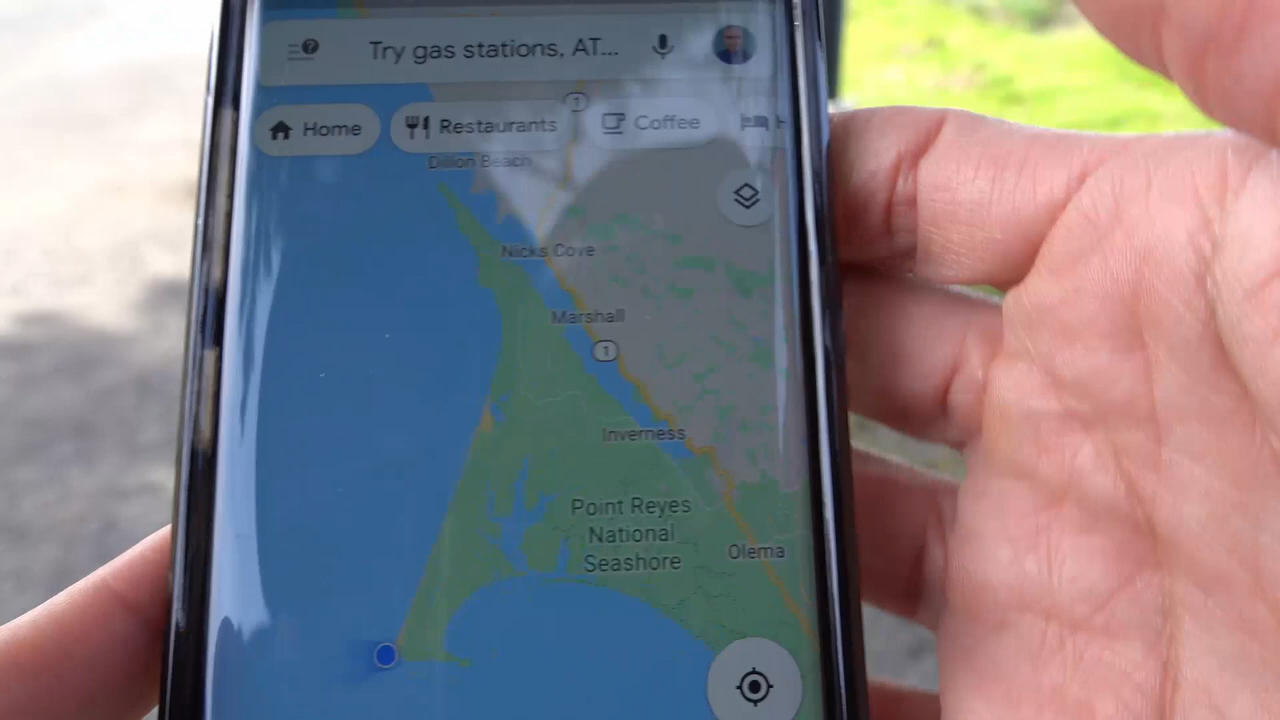 Try gas stations, AT...
1
Home
Restaurants
Coffee
Dillon Beach
Nicks Cove
Marshall
1
Inverness
Point Reyes
National
Seashore
Olema